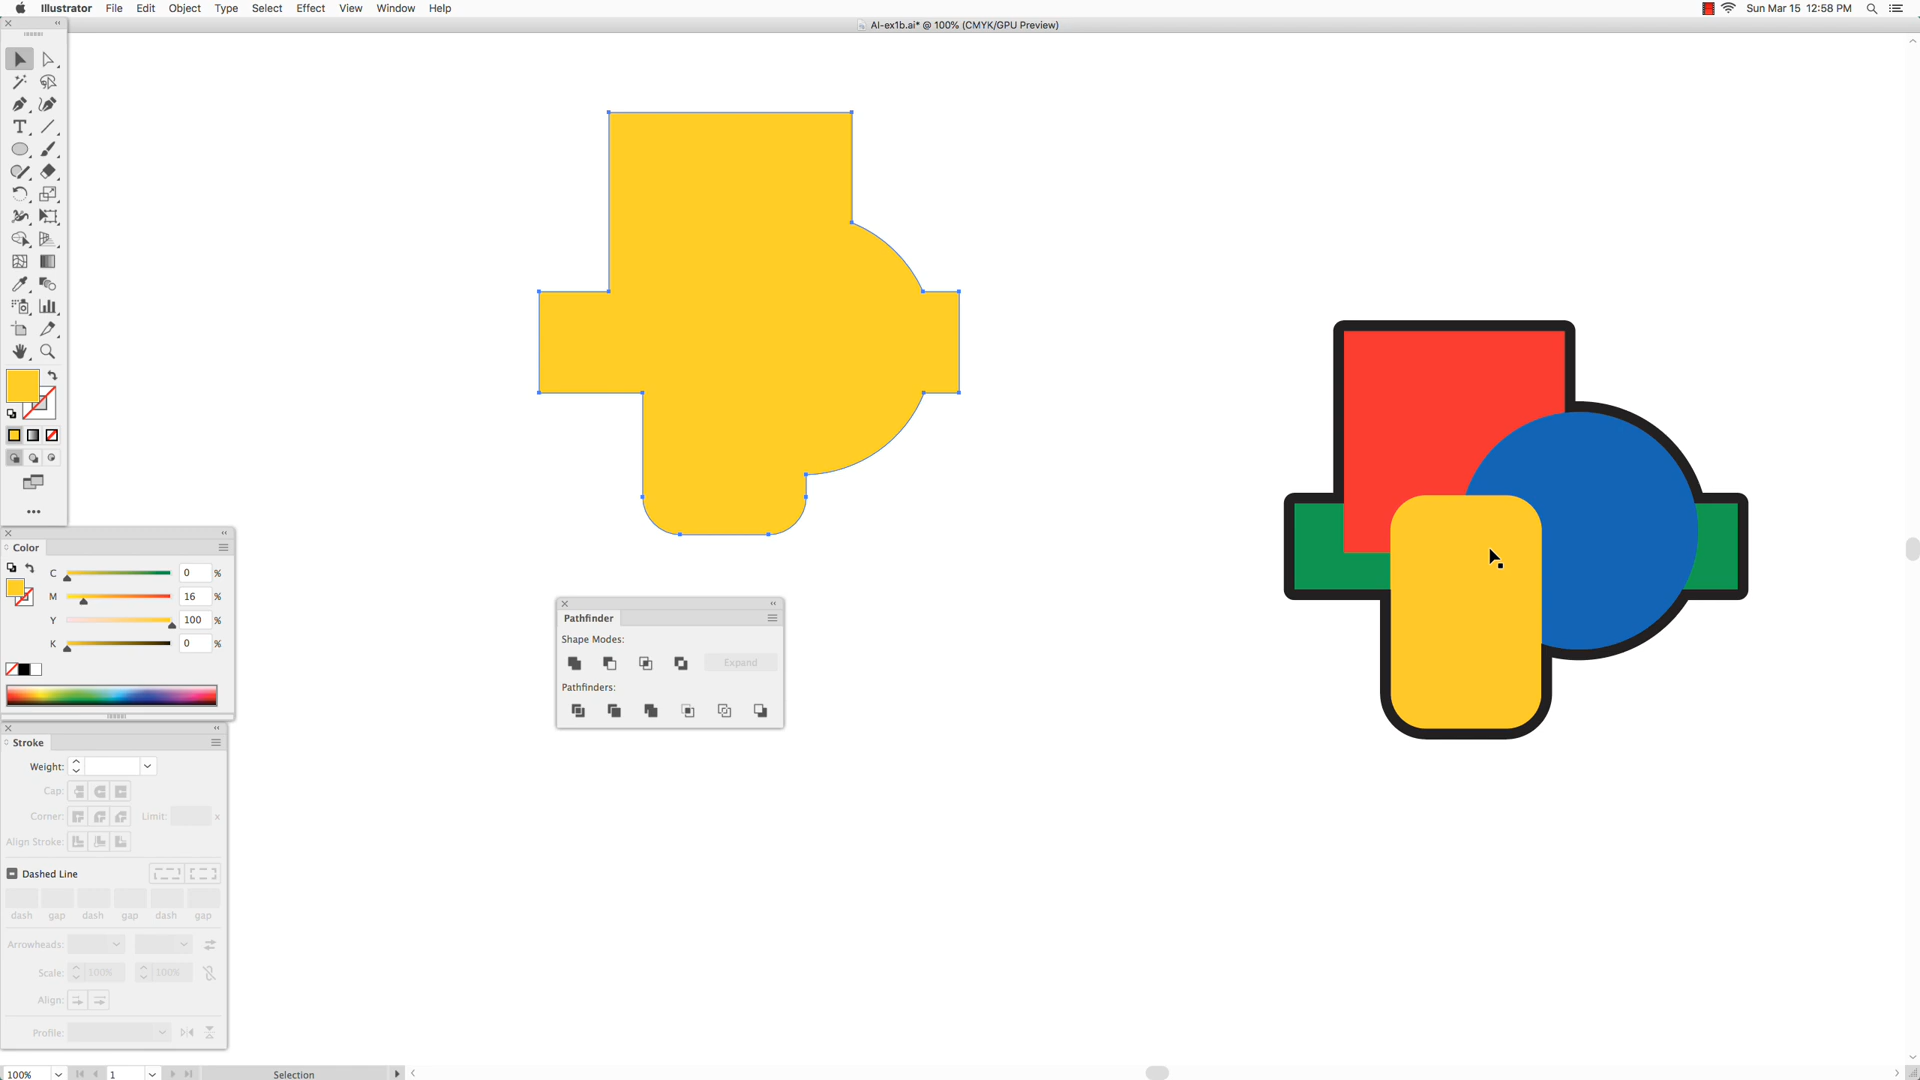 Illustrator File Edit Object Type Select Effect View Window Help Sun Mar 15 12:58 PM
AI-ex1b.ai* @ 100% (CMYK/GPU Preview)
Color
C 0 %
M 16 %
Y 100 %
K 0 %
Pathfinder
Shape Modes:
Expand
Pathfinders:
Stroke
Weight:
Cap:
Corner: Limit: x
Align Stroke:
Dashed Line
dash gap dash gap dash gap
Arrowheads:
Scale: 100% 100%
Align:
Profile:
100% 1 Selection